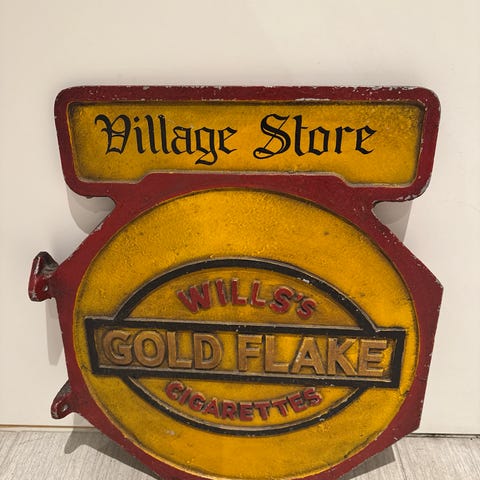 Village Store
WILLS'S
GOLD FLAKE
CIGARETTES